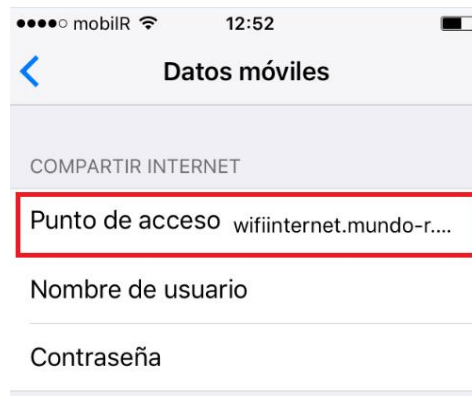 mobilR 12:52
Datos móviles
COMPARTIR INTERNET
Punto de acceso wifiinternet.mundo-r....
Nombre de usuario
Contraseña